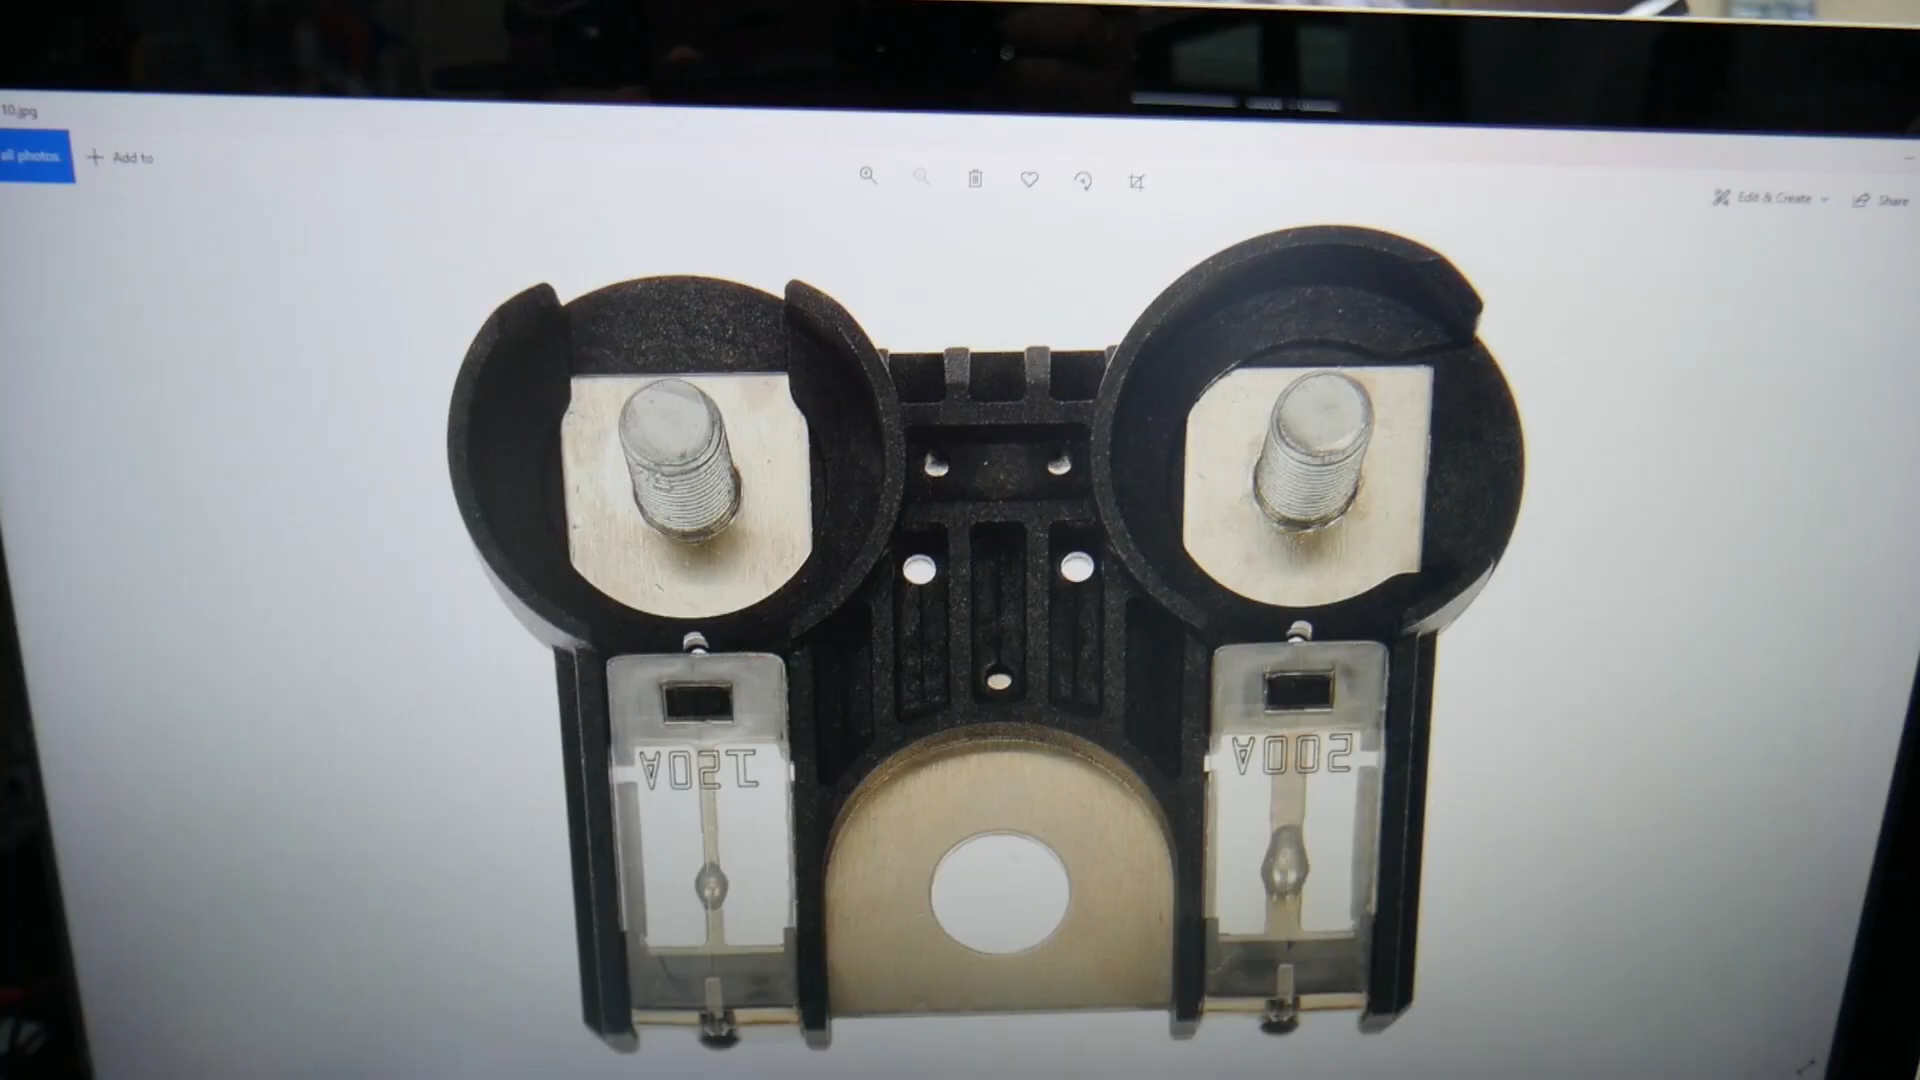 10.jpg
all photos
Add to
Edit & Create
Share
120A
200A